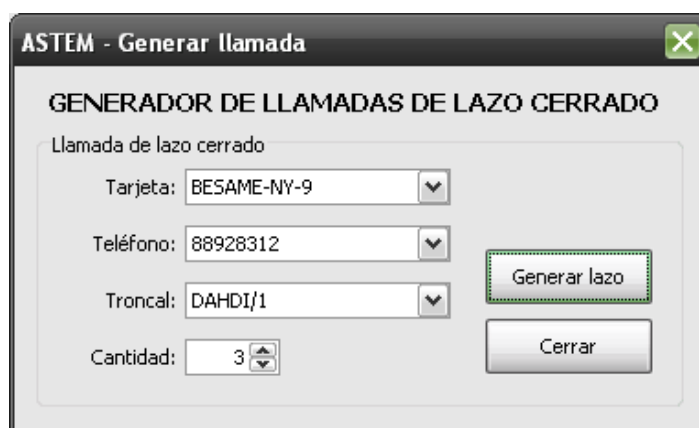 ASTEM - Generar llamada
GENERADOR DE LLAMADAS DE LAZO CERRADO
Llamada de lazo cerrado
Tarjeta: BESAME-NY-9
Teléfono: 88928312
Troncal: DAHDI/1
Cantidad: 3
Generar lazo
Cerrar